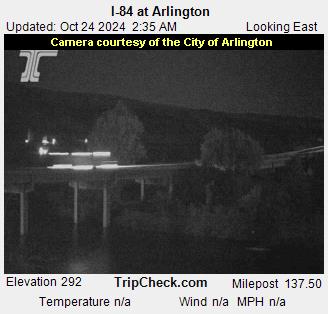 I-84 at Arlington
Updated: Oct 24 2024 2:35 AM Looking East
Camera courtesy of the City of Arlington
Elevation 292 TripCheck.com Milepost 137.50
Temperature n/a Wind n/a MPH n/a